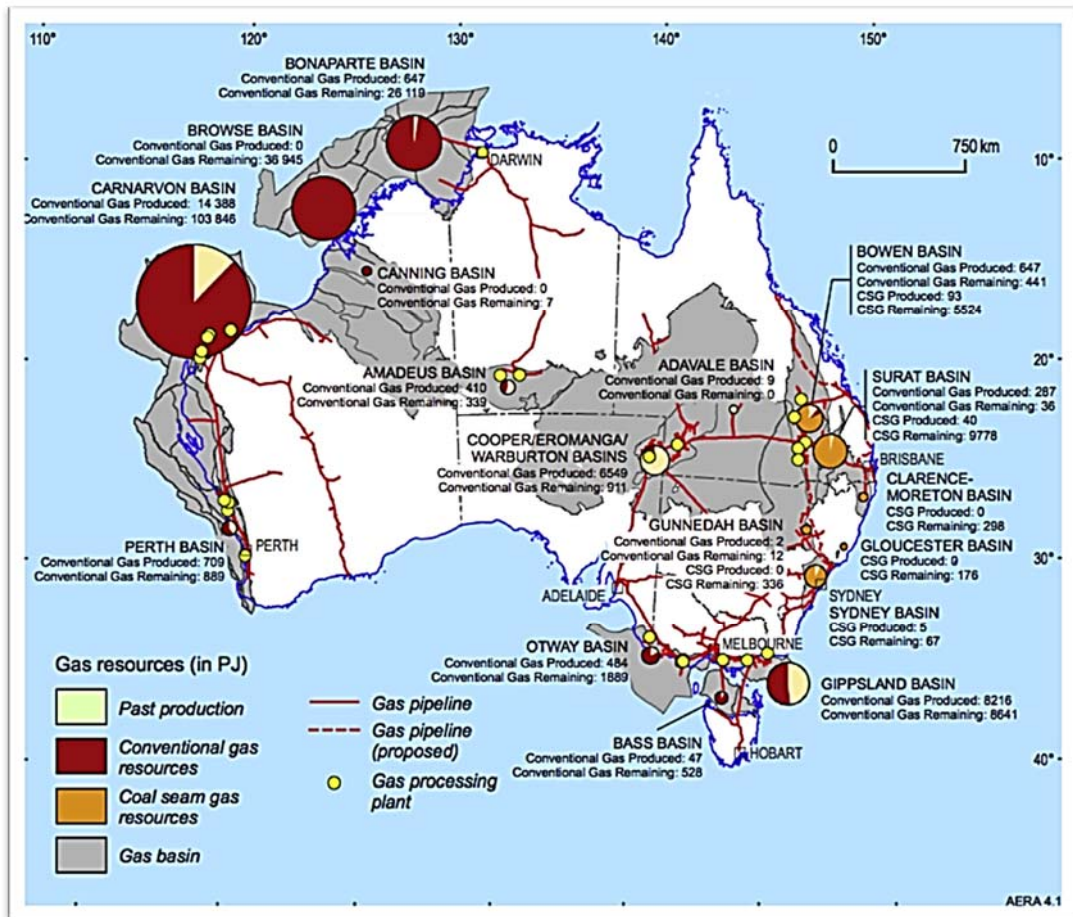 110°
120°
130°
140°
150°
BONAPARTE BASIN
Conventional Gas Produced: 647
Conventional Gas Remaining: 26 119
BROWSE BASIN
Conventional Gas Produced: 0
Conventional Gas Remaining: 36 945
CARNARVON BASIN
Conventional Gas Produced: 14 388
Conventional Gas Remaining: 103 846
DARWIN
0 750 km
10°
CANNING BASIN
Conventional Gas Produced: 0
Conventional Gas Remaining: 7
BOWEN BASIN
Conventional Gas Produced: 647
Conventional Gas Remaining: 441
CSG Produced: 93
CSG Remaining: 5524
20°
AMADEUS BASIN
Conventional Gas Produced: 410
Conventional Gas Remaining: 339
ADAVALE BASIN
Conventional Gas Produced: 9
Conventional Gas Remaining: 0
SURAT BASIN
Conventional Gas Produced: 287
Conventional Gas Remaining: 36
CSG Produced: 40
CSG Remaining: 9778
COOPER/EROMANGA/
WARBURTON BASINS
Conventional Gas Produced: 6549
Conventional Gas Remaining: 911
BRISBANE
CLARENCE-
MORETON BASIN
CSG Produced: 0
CSG Remaining: 298
GUNNEDAH BASIN
Conventional Gas Produced: 2
Conventional Gas Remaining: 12
CSG Produced: 0
CSG Remaining: 336
PERTH BASIN
Conventional Gas Produced: 709
Conventional Gas Remaining: 889
PERTH
GLOUCESTER BASIN
CSG Produced: 9
CSG Remaining: 176
30°
ADELAIDE
SYDNEY
SYDNEY BASIN
CSG Produced: 5
CSG Remaining: 67
OTWAY BASIN
Conventional Gas Produced: 484
Conventional Gas Remaining: 1889
MELBOURNE
GIPPSLAND BASIN
Conventional Gas Produced: 8216
Conventional Gas Remaining: 8641
BASS BASIN
Conventional Gas Produced: 47
Conventional Gas Remaining: 528
HOBART
40°
Gas resources (in PJ)
Past production
Conventional gas
resources
Coal seam gas
resources
Gas basin
Gas pipeline
Gas pipeline
(proposed)
Gas processing
plant
AERA 4.1